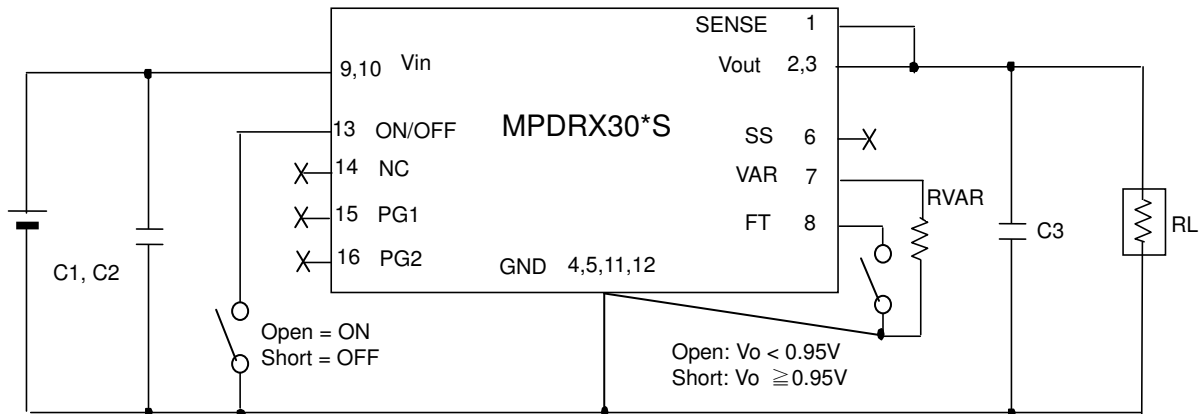 SENSE 1
9,10 Vin
Vout 2,3
13 ON/OFF
MPDRX30*S
SS 6
14 NC
VAR 7
RVAR
15 PG1
FT 8
C3
RL
16 PG2
GND 4,5,11,12
C1, C2
Open = ON
Short = OFF
Open: Vo < 0.95V
Short: Vo ≧0.95V